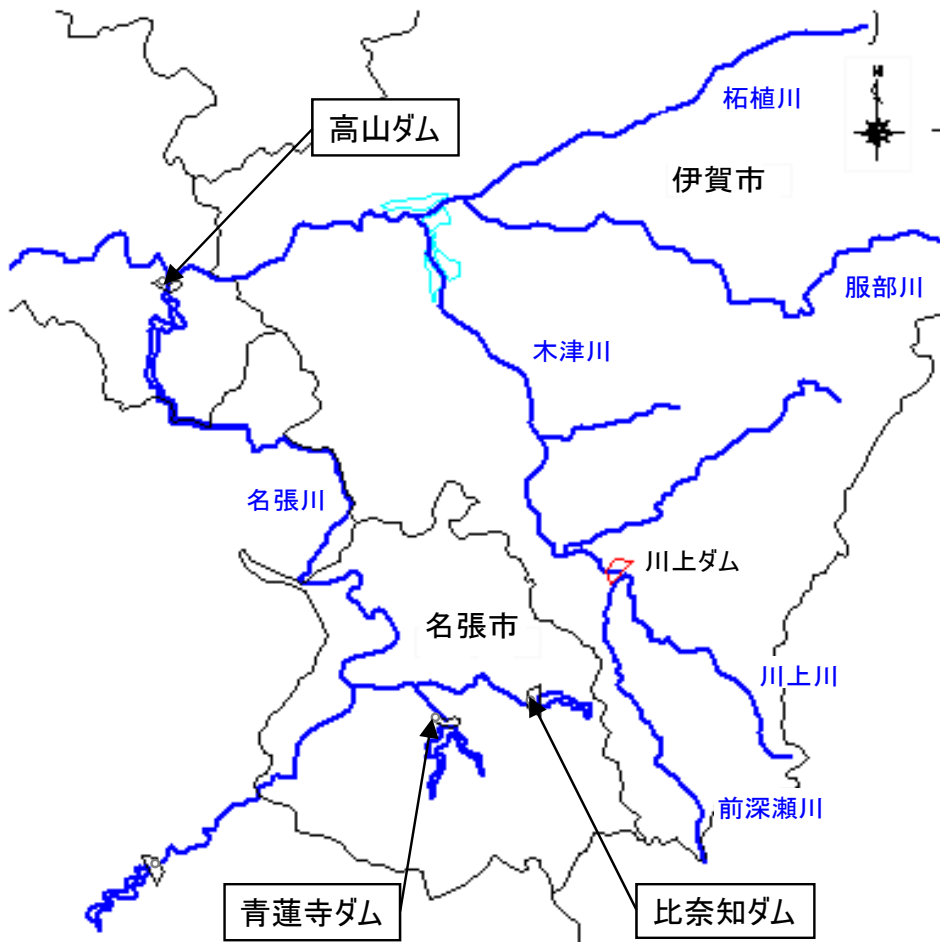 N
柘植川
高山ダム
伊賀市
服部川
木津川
名張川
川上ダム
名張市
川上川
前深瀬川
青蓮寺ダム
比奈知ダム